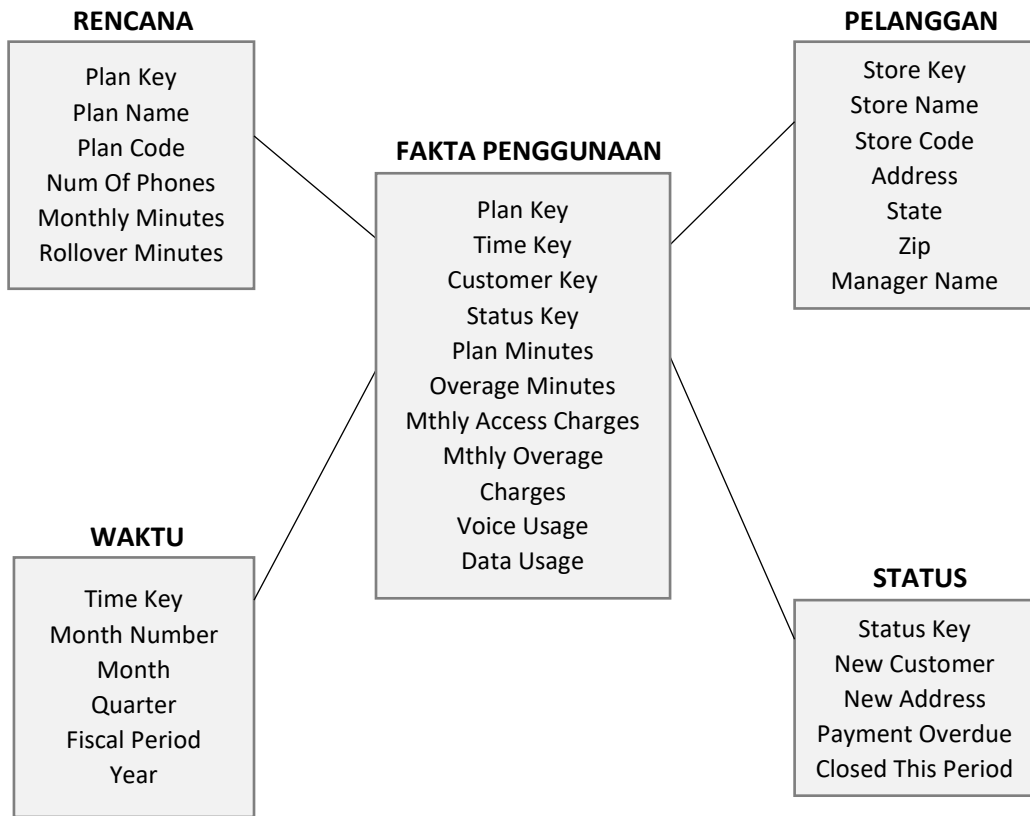 RENCANA
Plan Key
Plan Name
Plan Code
Num Of Phones
Monthly Minutes
Rollover Minutes
PELANGGAN
Store Key
Store Name
Store Code
Address
State
Zip
Manager Name
FAKTA PENGGUNAAN
Plan Key
Time Key
Customer Key
Status Key
Plan Minutes
Overage Minutes
Mthly Access Charges
Mthly Overage
Charges
Voice Usage
Data Usage
WAKTU
Time Key
Month Number
Month
Quarter
Fiscal Period
Year
STATUS
Status Key
New Customer
New Address
Payment Overdue
Closed This Period